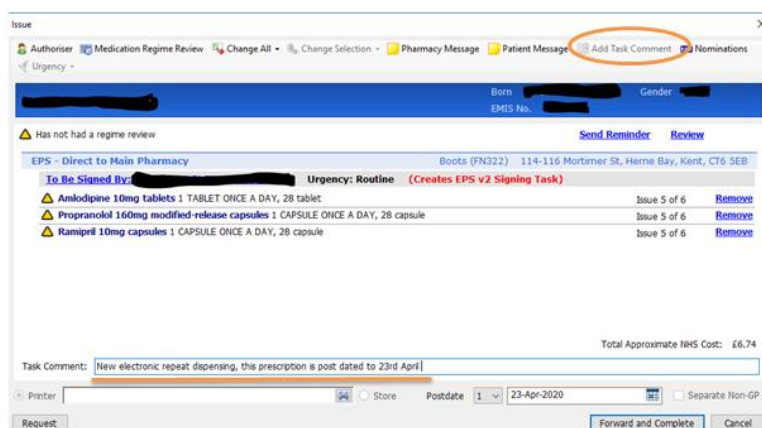 Issue
Authoriser Medication Regime Review Change All Change Selection Pharmacy Message Patient Message Add Task Comment Nominations
Urgency
Born Gender
EMIS No.
Has not had a regime review Send Reminder Review
EPS - Direct to Main Pharmacy Boots (FN322) 114-116 Mortimer St, Herne Bay, Kent, CT6 5EB
To Be Signed By: Urgency: Routine (Creates EPS v2 Signing Task)
Amlodipine 10mg tablets 1 TABLET ONCE A DAY, 28 tablet Issue 5 of 6 Remove
Propranolol 160mg modified-release capsules 1 CAPSULE ONCE A DAY, 28 capsule Issue 5 of 6 Remove
Ramipril 10mg capsules 1 CAPSULE ONCE A DAY, 28 capsule Issue 5 of 6 Remove
Total Approximate NHS Cost: £6.74
Task Comment: New electronic repeat dispensing, this prescription is post dated to 23rd April
Printer Store Postdate 1 23-Apr-2020 Separate Non-GP
Request Forward and Complete Cancel